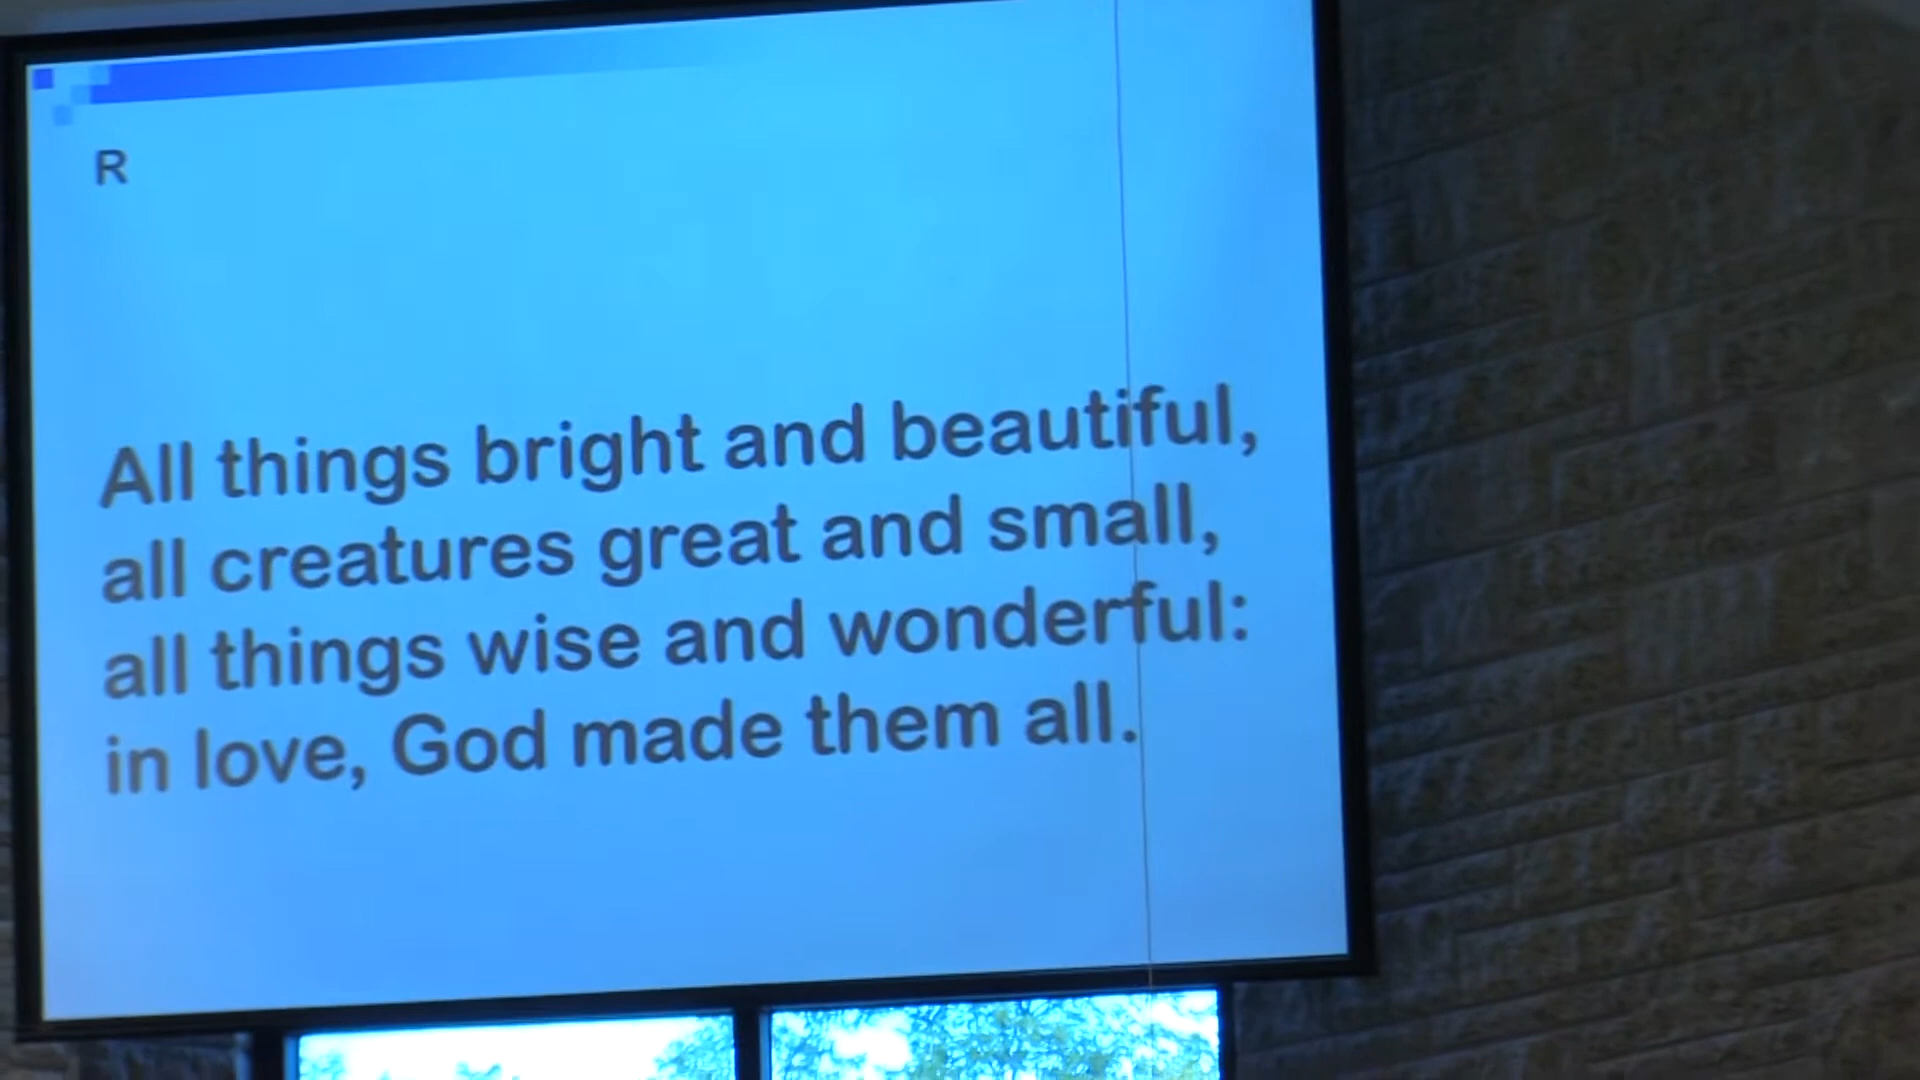 R
All things bright and beautiful,
all creatures great and small,
all things wise and wonderful:
in love, God made them all.